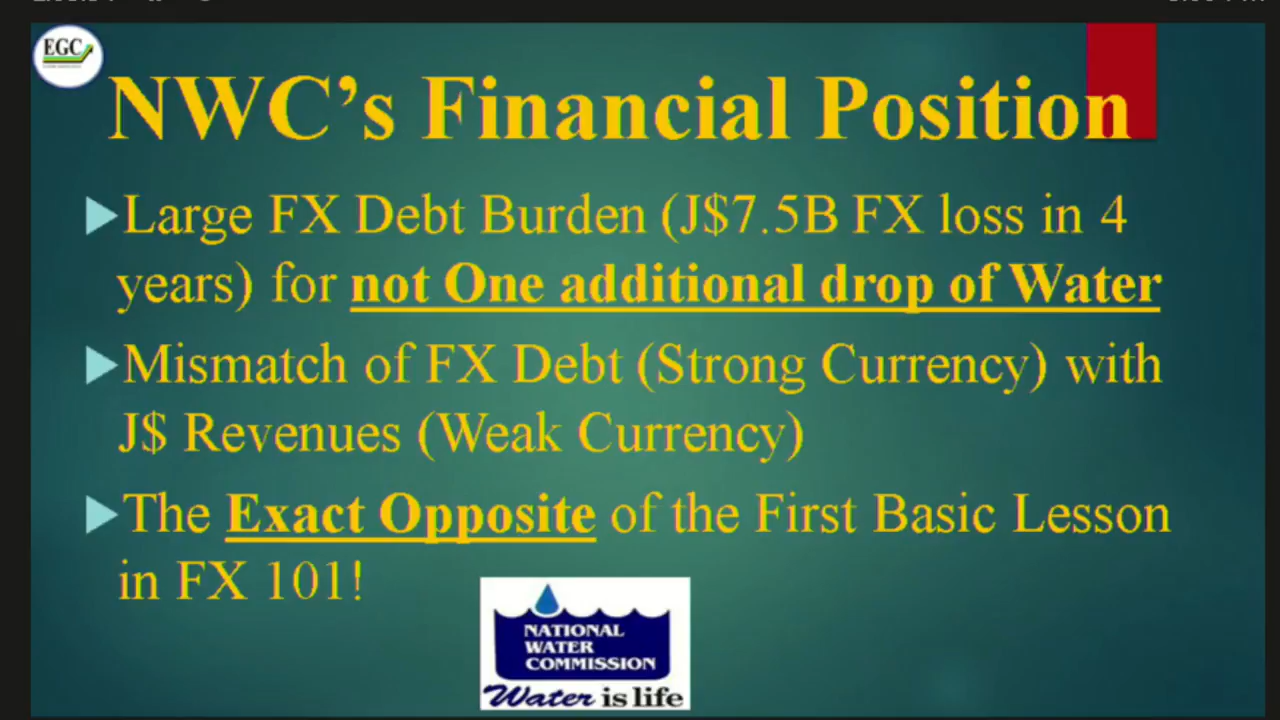 EGC
NWC’s Financial Position
Large FX Debt Burden (J$7.5B FX loss in 4
years) for not One additional drop of Water
Mismatch of FX Debt (Strong Currency) with
J$ Revenues (Weak Currency)
The Exact Opposite of the First Basic Lesson
in FX 101!
NATIONAL
WATER
COMMISSION
Water is life